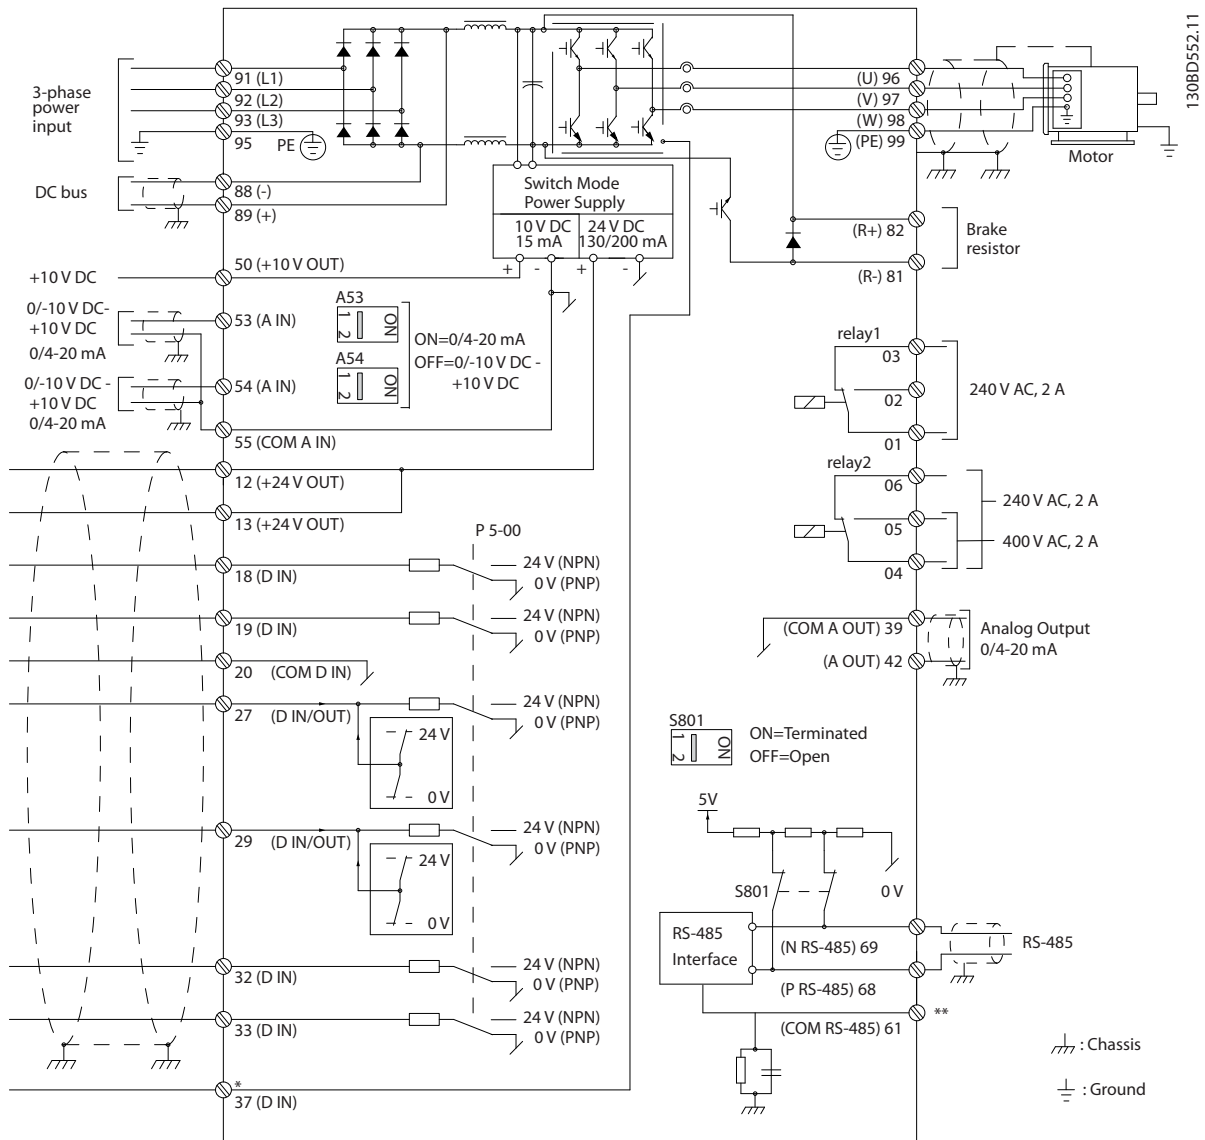 130BD552.11
3-phase
power
input
91 (L1)
92 (L2)
93 (L3)
95
PE
DC bus
88 (-)
89 (+)
Switch Mode
Power Supply
10 V DC
15 mA
24 V DC
130/200 mA
+
-
+
-
(U) 96
(V) 97
(W) 98
(PE) 99
Motor
(R+) 82
Brake
resistor
(R-) 81
+10 V DC
50 (+10 V OUT)
0/-10 V DC-
+10 V DC
0/4-20 mA
53 (A IN)
0/-10 V DC -
+10 V DC
0/4-20 mA
54 (A IN)
55 (COM A IN)
A53
1
2
ON
A54
1
2
ON
ON=0/4-20 mA
OFF=0/-10 V DC -
+10 V DC
relay1
03
02
01
240 V AC, 2 A
relay2
06
05
04
240 V AC, 2 A
400 V AC, 2 A
12 (+24 V OUT)
13 (+24 V OUT)
P 5-00
18 (D IN)
24 V (NPN)
0 V (PNP)
19 (D IN)
24 V (NPN)
0 V (PNP)
20 (COM D IN)
27 (D IN/OUT)
24 V (NPN)
0 V (PNP)
24 V
0 V
29 (D IN/OUT)
24 V (NPN)
0 V (PNP)
24 V
0 V
32 (D IN)
24 V (NPN)
0 V (PNP)
33 (D IN)
24 V (NPN)
0 V (PNP)
*
37 (D IN)
(COM A OUT) 39
(A OUT) 42
Analog Output
0/4-20 mA
S801
1
2
ON
ON=Terminated
OFF=Open
5V
S801
0 V
RS-485
Interface
(N RS-485) 69
(P RS-485) 68
(COM RS-485) 61
**
RS-485
: Chassis
: Ground